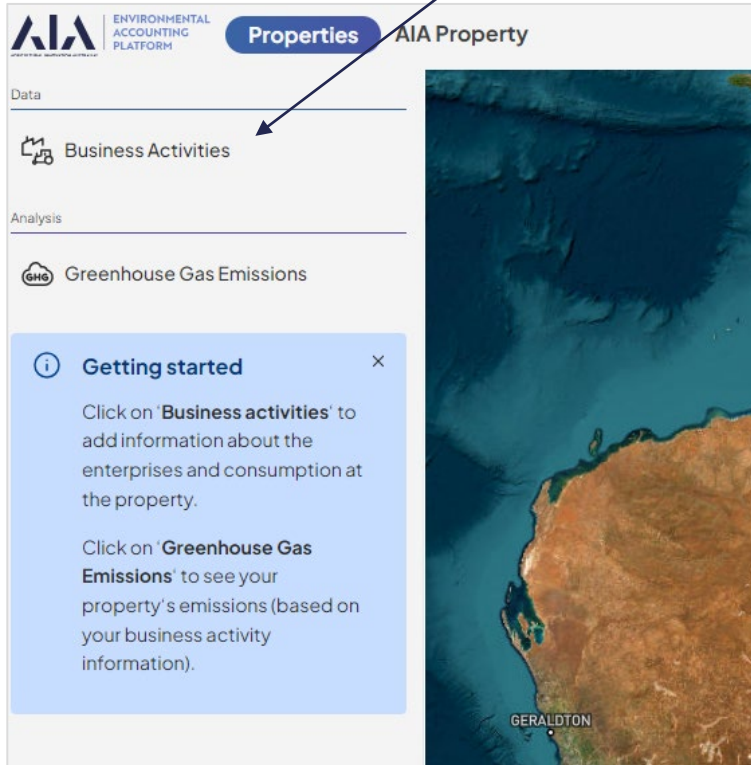 AIA
ENVIRONMENTAL
ACCOUNTING
PLATFORM
Properties
AIA Property
Data
Business Activities
Analysis
GHG
Greenhouse Gas Emissions
Getting started
Click on ‘Business activities‘ to
add information about the
enterprises and consumption at
the property.
Click on ‘Greenhouse Gas
Emissions‘ to see your
property‘s emissions (based on
your business activity
information).
GERALDTON